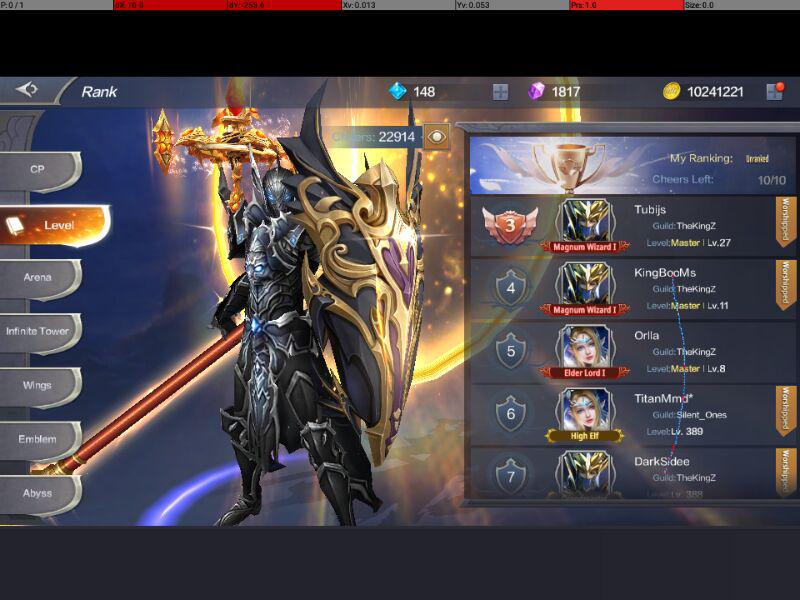 P: 0 / 1
dX: 10.0
dY: -253.6
Xv: 0.013
Yv: 0.053
Prs: 1.0
Size: 0.0
Rank
148
1817
10241221
Cheers: 22914
My Ranking: Unranked
Cheers Left: 10/10
CP
Level
Arena
Infinite Tower
Wings
Emblem
Abyss
3
Magnum Wizard I
Tubijs
Guild:TheKingZ
Level:Master | Lv.27
Worshipped
4
Magnum Wizard I
KingBooMs
Guild:TheKingZ
Level:Master | Lv.11
Worshipped
5
Elder Lord I
Orlla
Guild:TheKingZ
Level:Master | Lv.8
6
High Elf
TitanMmd*
Guild:Silent_Ones
Level:Lv. 389
Worshipped
7
DarkSidee
Guild:TheKingZ
Level:Lv. 388
Worshipped